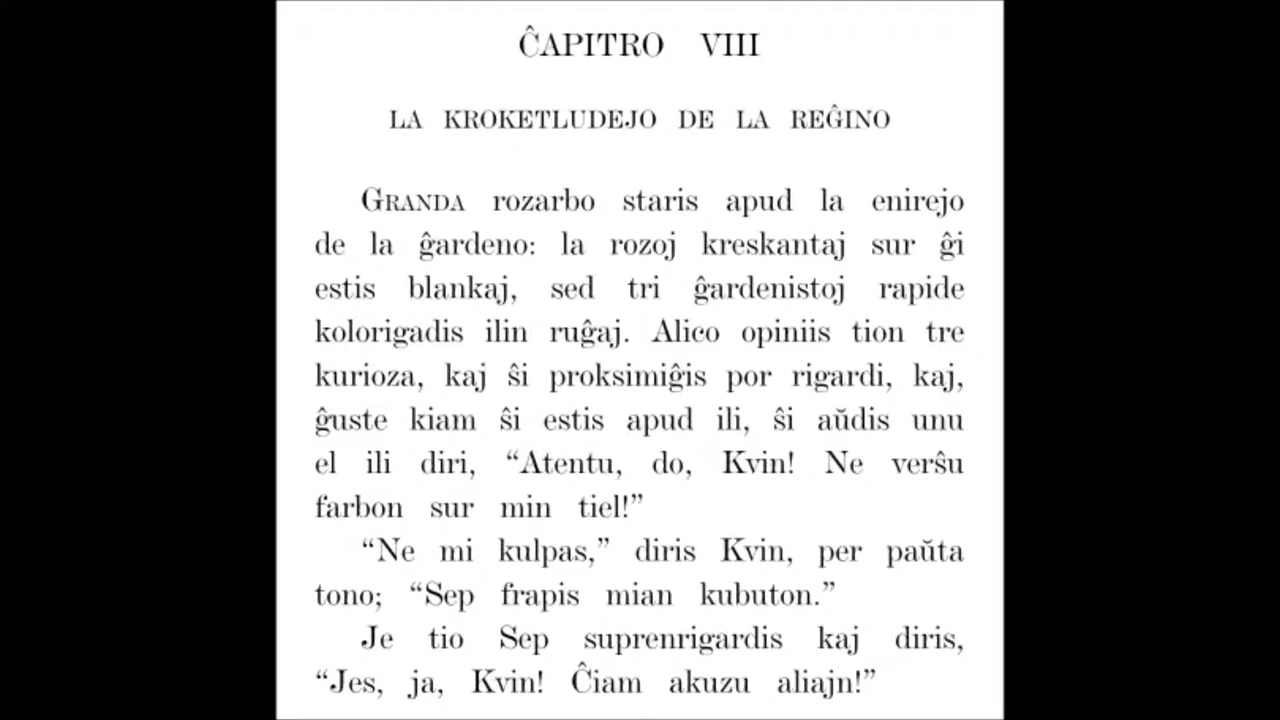 ĈAPITRO VIII
LA KROKETLUDEJO DE LA REĜINO
GRANDA rozarbo staris apud la enirejo
de la ĝardeno: la rozoj kreskantaj sur ĝi
estis blankaj, sed tri ĝardenistoj rapide
kolorigadis ilin ruĝaj. Alico opiniis tion tre
kurioza, kaj ŝi proksimiĝis por rigardi, kaj,
ĝuste kiam ŝi estis apud ili, ŝi aŭdis unu
el ili diri, “Atentu, do, Kvin! Ne verŝu
farbon sur min tiel!”
“Ne mi kulpas,” diris Kvin, per paŭta
tono; “Sep frapis mian kubuton.”
Je tio Sep suprenrigardis kaj diris,
“Jes, ja, Kvin! Ĉiam akuzu aliajn!”